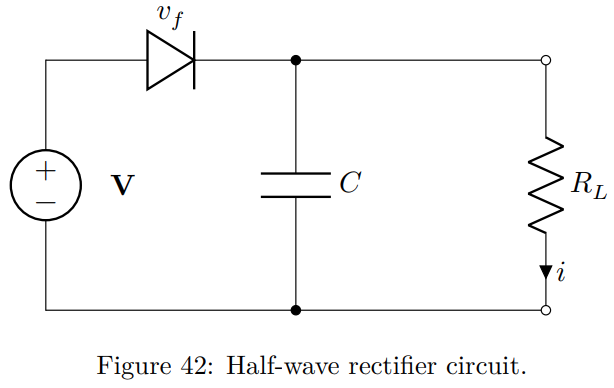 v_f
+
−
V
C
R_L
i
Figure 42: Half-wave rectifier circuit.